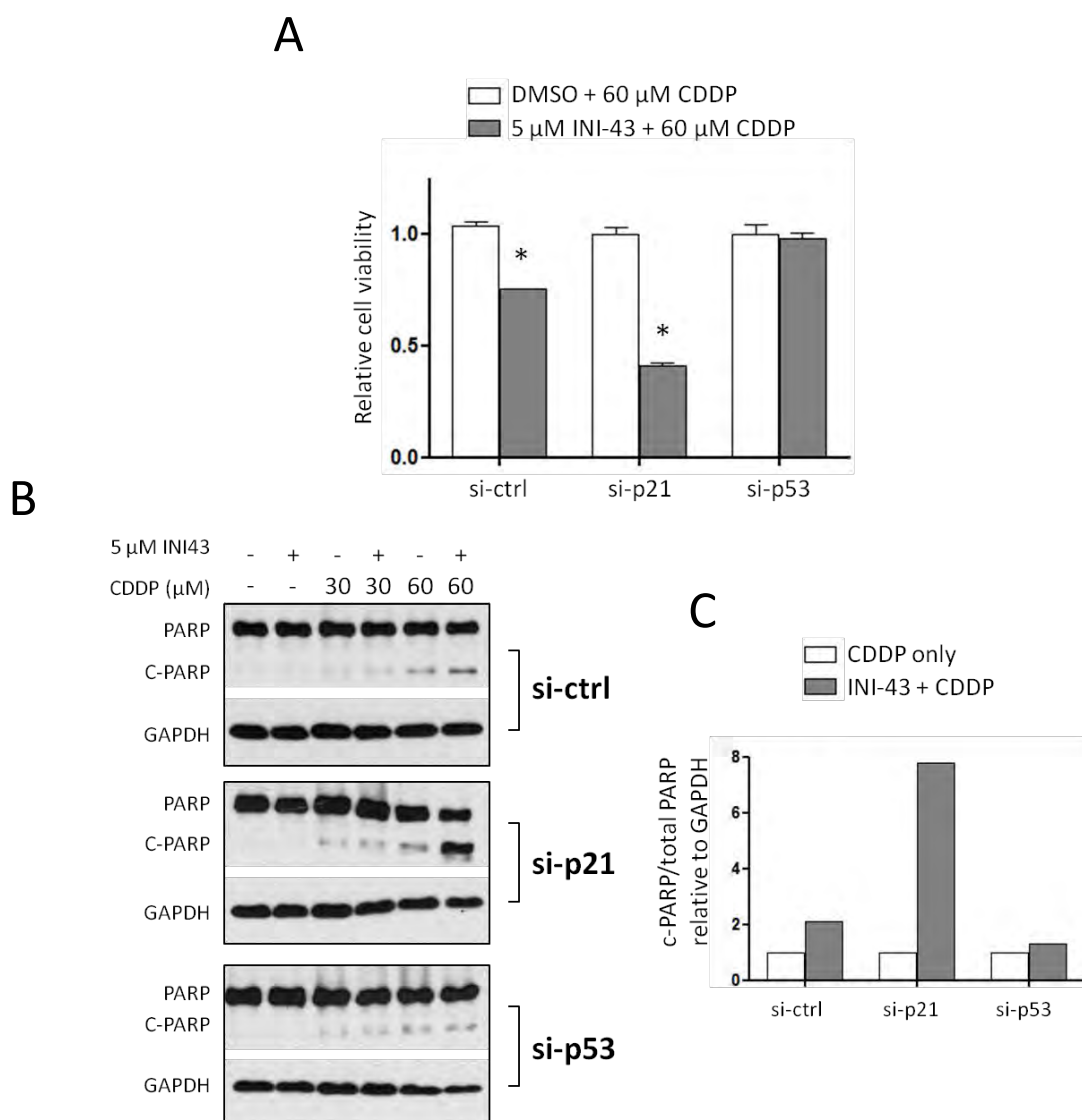 A
DMSO + 60 µM CDDP
5 µM INI-43 + 60 µM CDDP
Relative cell viability
1.0
0.5
0.0
*
*
si-ctrl
si-p21
si-p53
B
5 µM INI43 - + - + - +
CDDP (µM) - - 30 30 60 60
PARP
C-PARP
GAPDH
si-ctrl
PARP
C-PARP
GAPDH
si-p21
PARP
C-PARP
GAPDH
si-p53
C
CDDP only
INI-43 + CDDP
c-PARP/total PARP
relative to GAPDH
8
6
4
2
0
si-ctrl
si-p21
si-p53